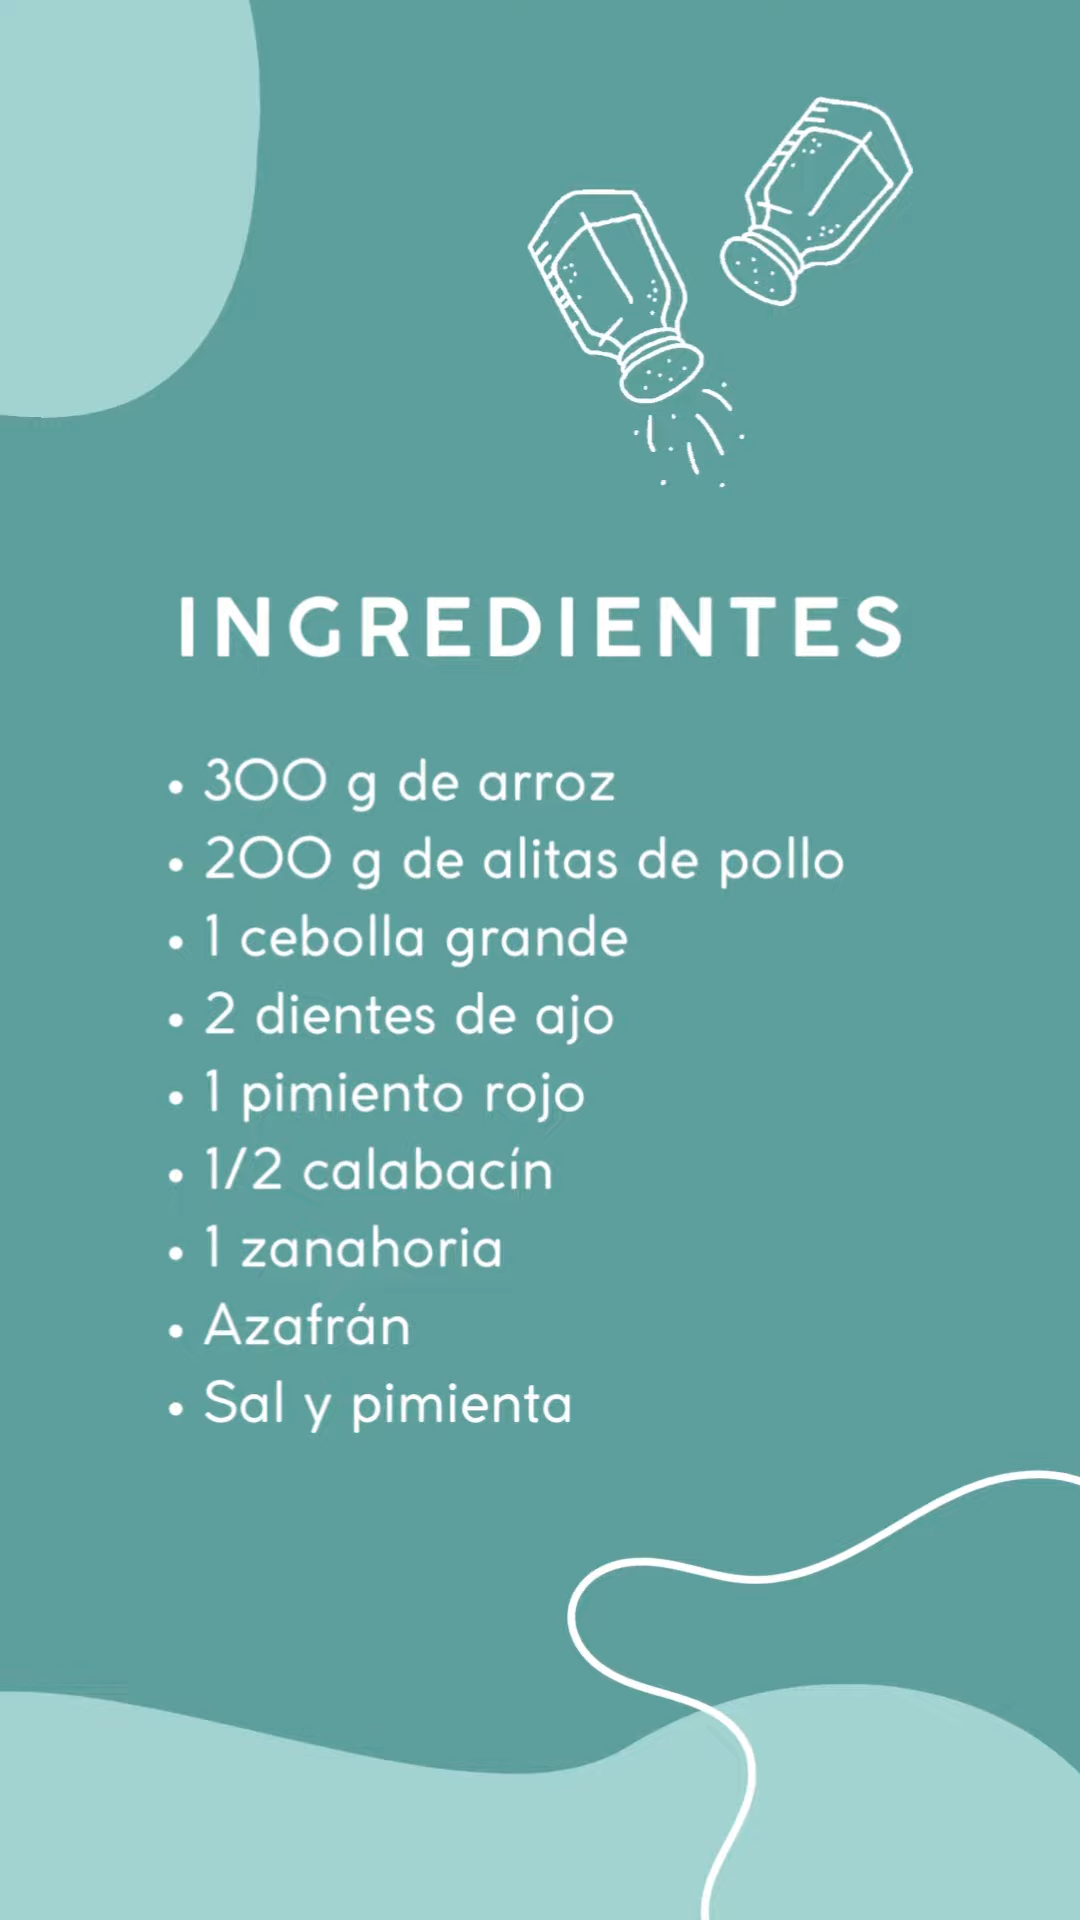 INGREDIENTES
• 300 g de arroz
• 200 g de alitas de pollo
• 1 cebolla grande
• 2 dientes de ajo
• 1 pimiento rojo
• 1/2 calabacín
• 1 zanahoria
• Azafrán
• Sal y pimienta